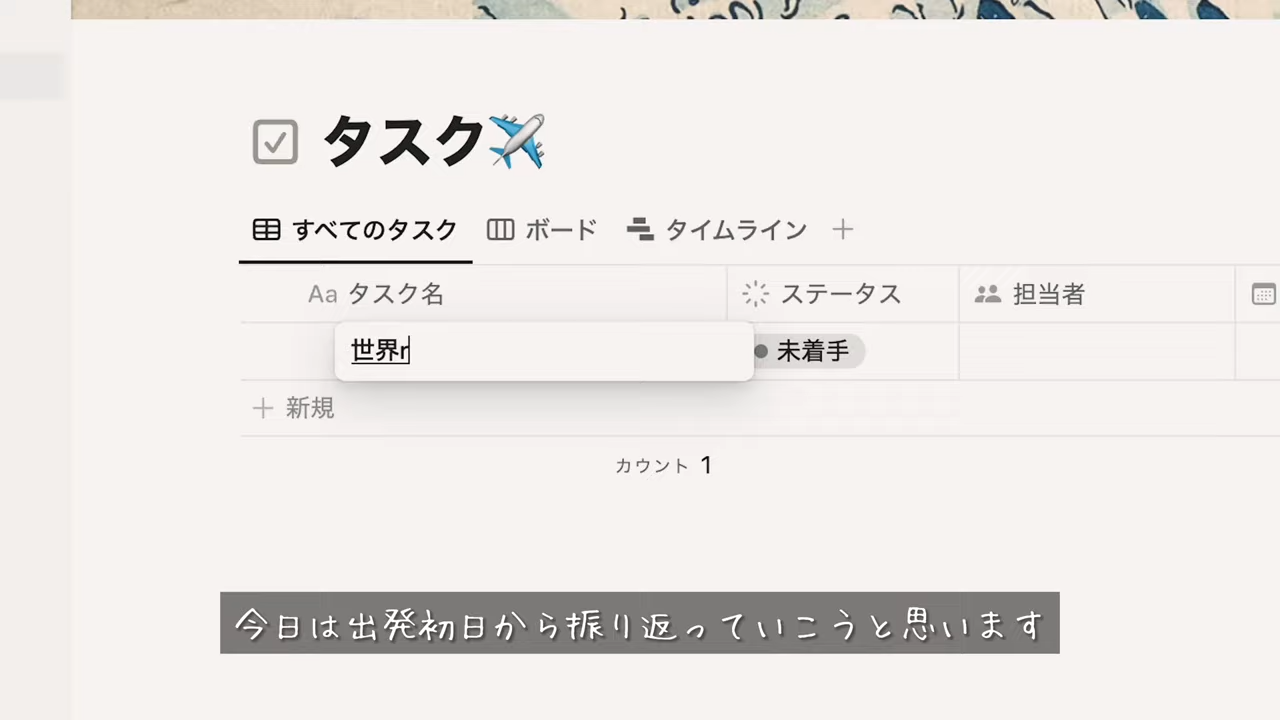 タスク✈️
すべてのタスク ボード タイムライン +
Aa タスク名 ステータス 担当者
世界r 未着手
+ 新規
カウント 1
今日は出発初日から振り返っていこうと思います